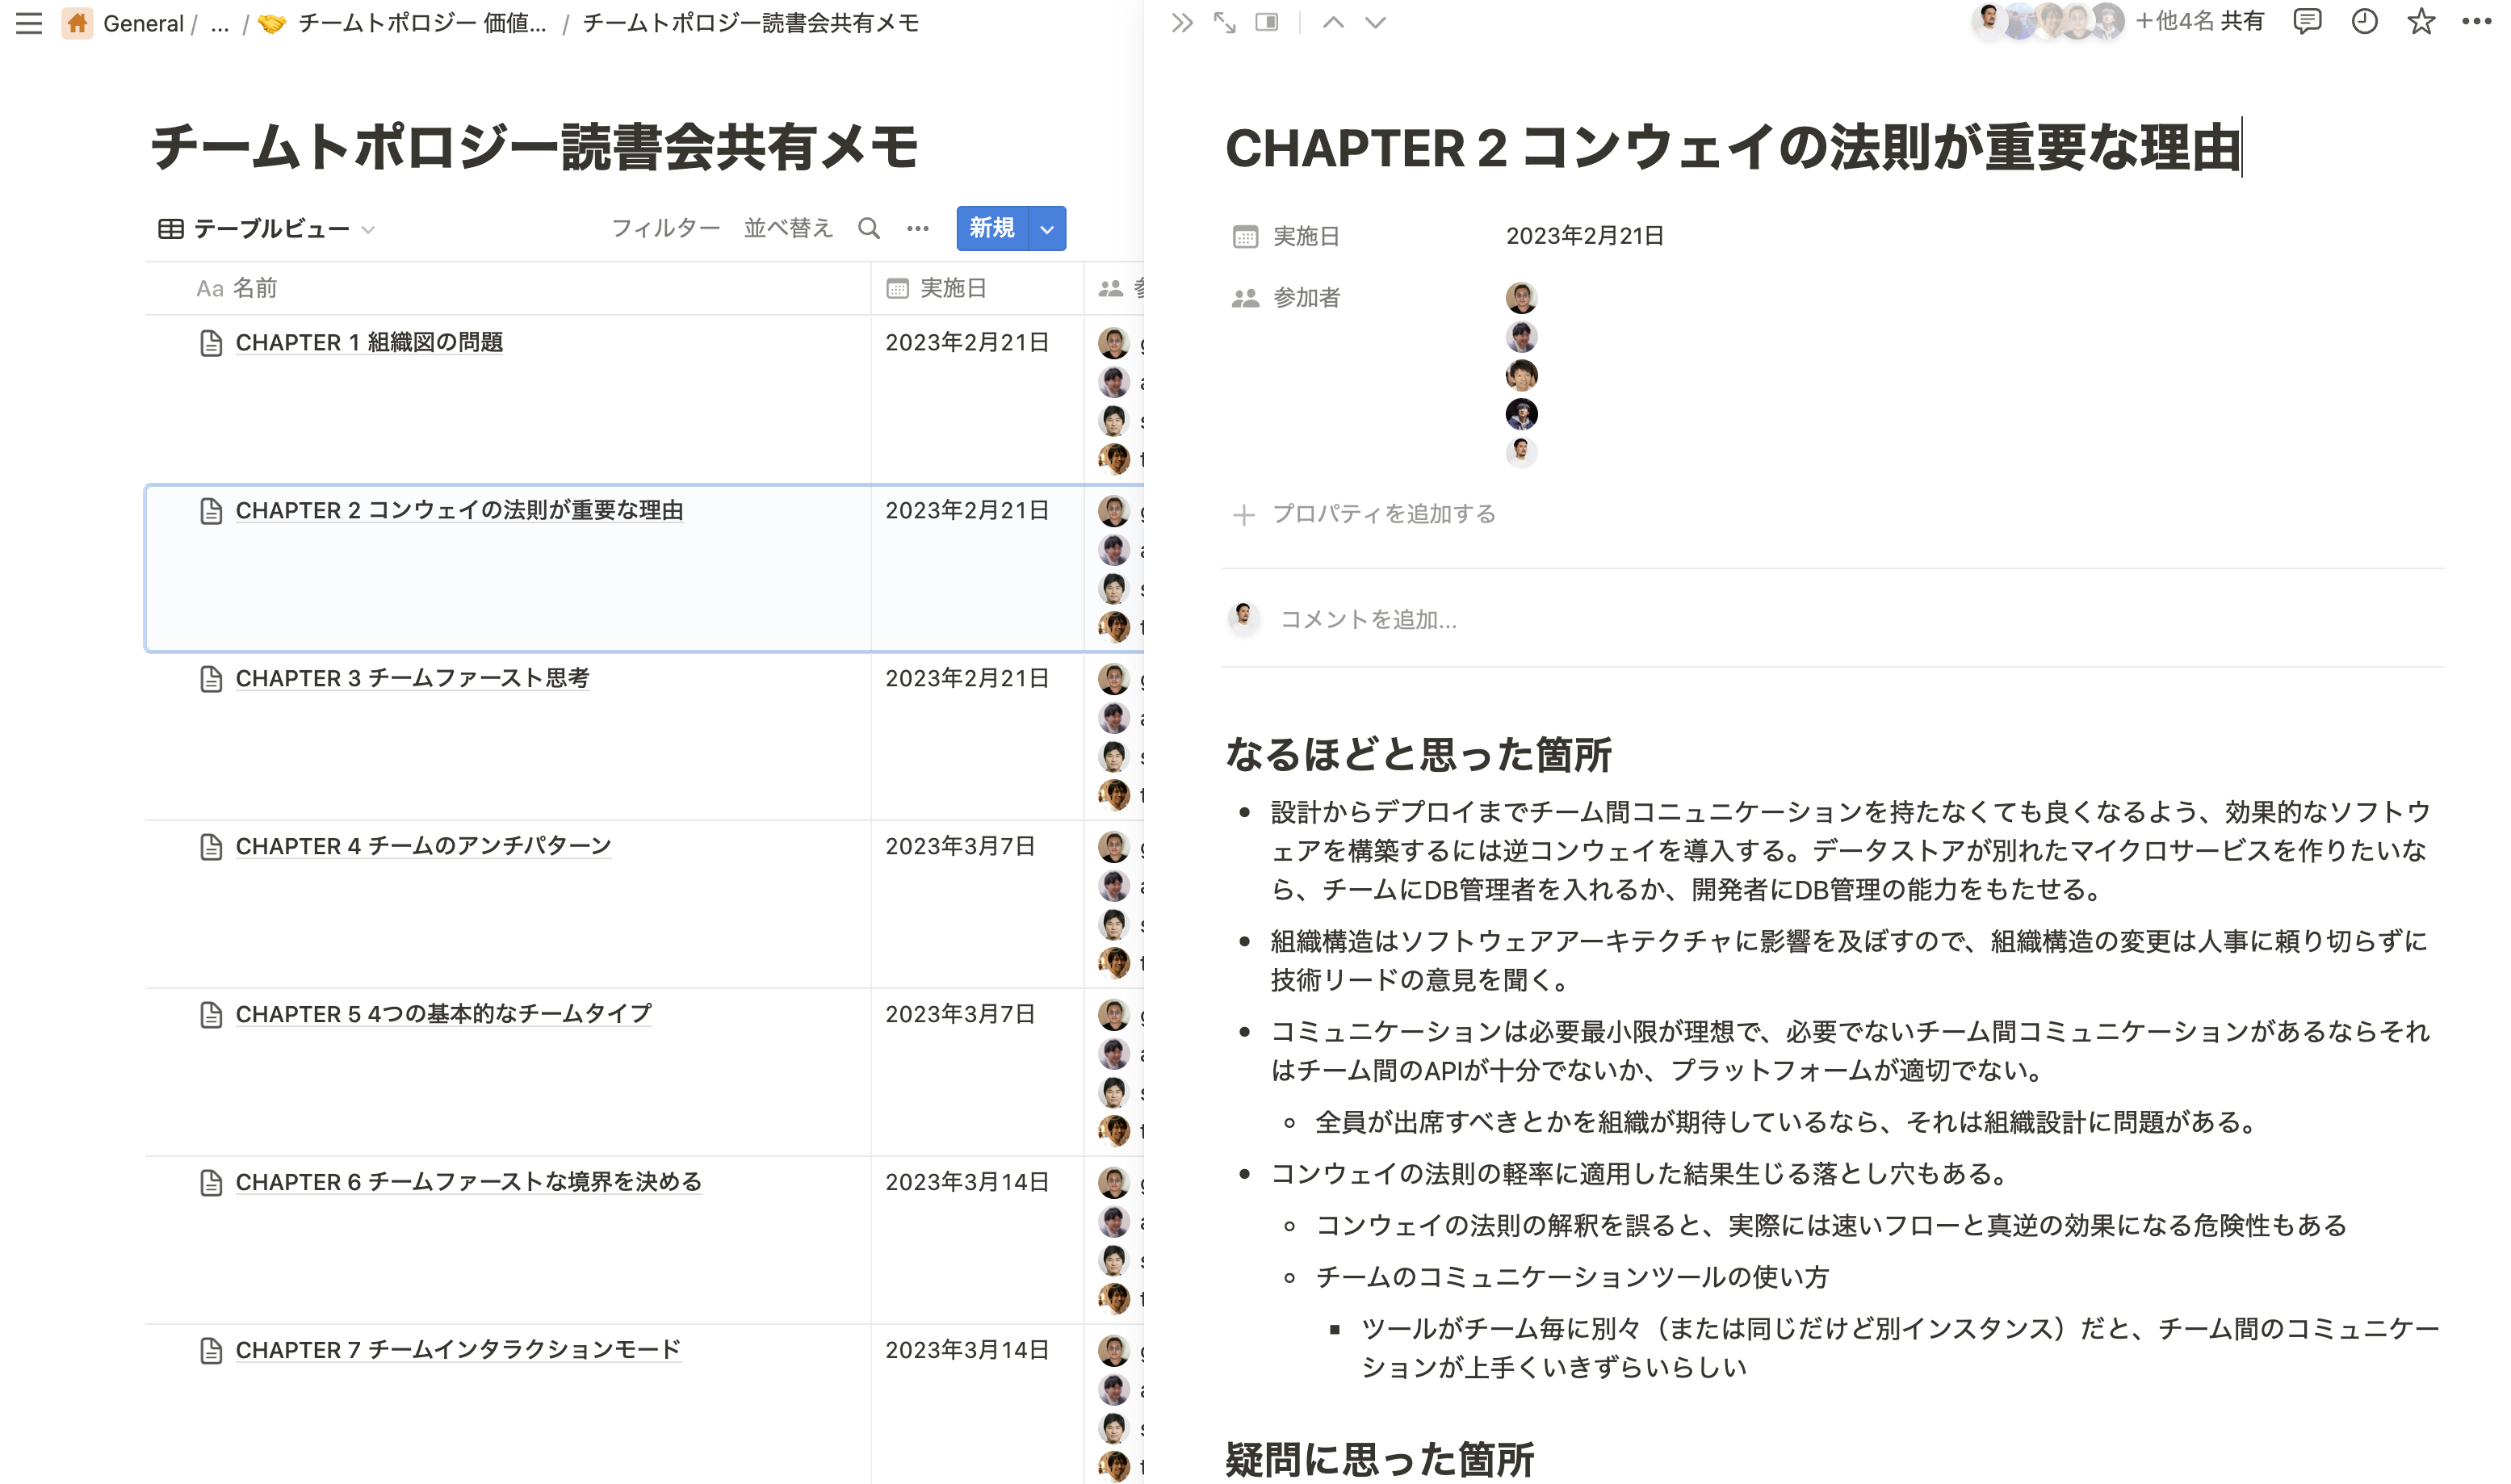 General / ... / チームトポロジー 価値... / チームトポロジー読書会共有メモ
チームトポロジー読書会共有メモ
テーブルビュー
フィルター 並べ替え
新規
Aa 名前
実施日
CHAPTER 1 組織図の問題
2023年2月21日
CHAPTER 2 コンウェイの法則が重要な理由
2023年2月21日
CHAPTER 3 チームファースト思考
2023年2月21日
CHAPTER 4 チームのアンチパターン
2023年3月7日
CHAPTER 5 4つの基本的なチームタイプ
2023年3月7日
CHAPTER 6 チームファーストな境界を決める
2023年3月14日
CHAPTER 7 チームインタラクションモード
2023年3月14日
+他4名 共有
CHAPTER 2 コンウェイの法則が重要な理由
実施日
2023年2月21日
参加者
プロパティを追加する
コメントを追加...
なるほどと思った箇所
設計からデプロイまでチーム間コニュニケーションを持たなくても良くなるよう、効果的なソフトウ
ェアを構築するには逆コンウェイを導入する。データストアが別れたマイクロサービスを作りたいな
ら、チームにDB管理者を入れるか、開発者にDB管理の能力をもたせる。
組織構造はソフトウェアアーキテクチャに影響を及ぼすので、組織構造の変更は人事に頼り切らずに
技術リードの意見を聞く。
コミュニケーションは必要最小限が理想で、必要でないチーム間コミュニケーションがあるならそれ
はチーム間のAPIが十分でないか、プラットフォームが適切でない。
全員が出席すべきとかを組織が期待しているなら、それは組織設計に問題がある。
コンウェイの法則の軽率に適用した結果生じる落とし穴もある。
コンウェイの法則の解釈を誤ると、実際には速いフローと真逆の効果になる危険性もある
チームのコミュニケーションツールの使い方
ツールがチーム毎に別々（または同じだけど別インスタンス）だと、チーム間のコミュニケー
ションが上手くいきずらいらしい
疑問に思った箇所